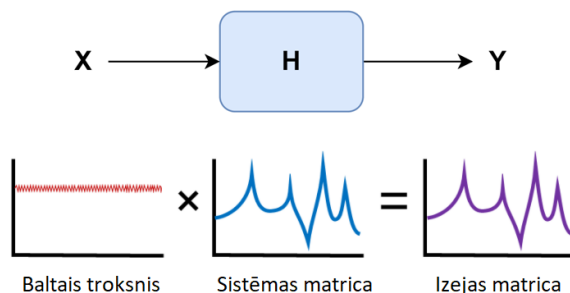 X
H
Y
×
=
Baltais troksnis
Sistēmas matrica
Izejas matrica